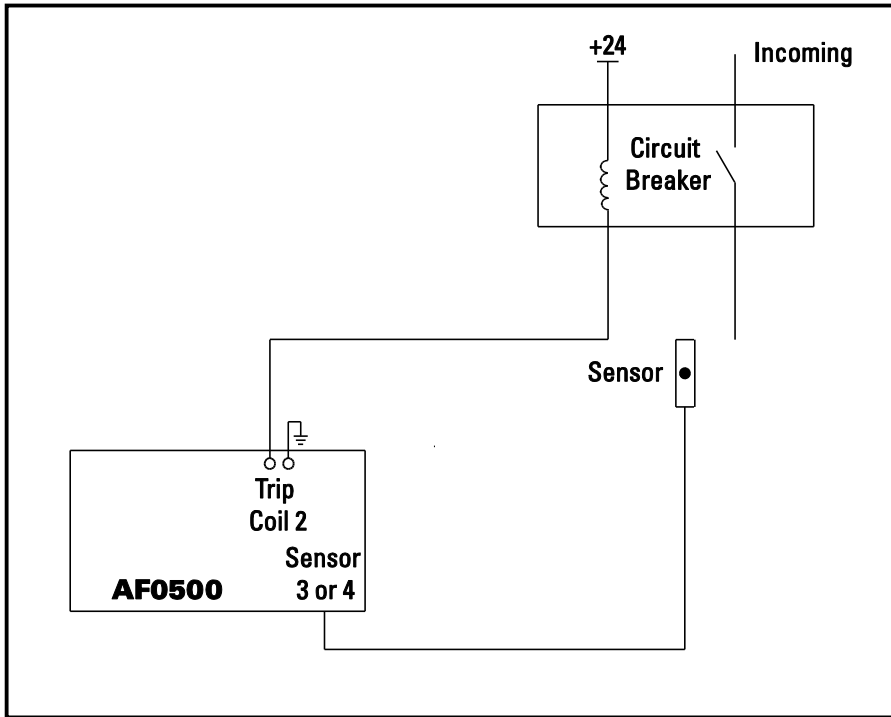 +24
Incoming
Circuit
Breaker
Sensor
Trip
Coil 2
Sensor
3 or 4
AF0500